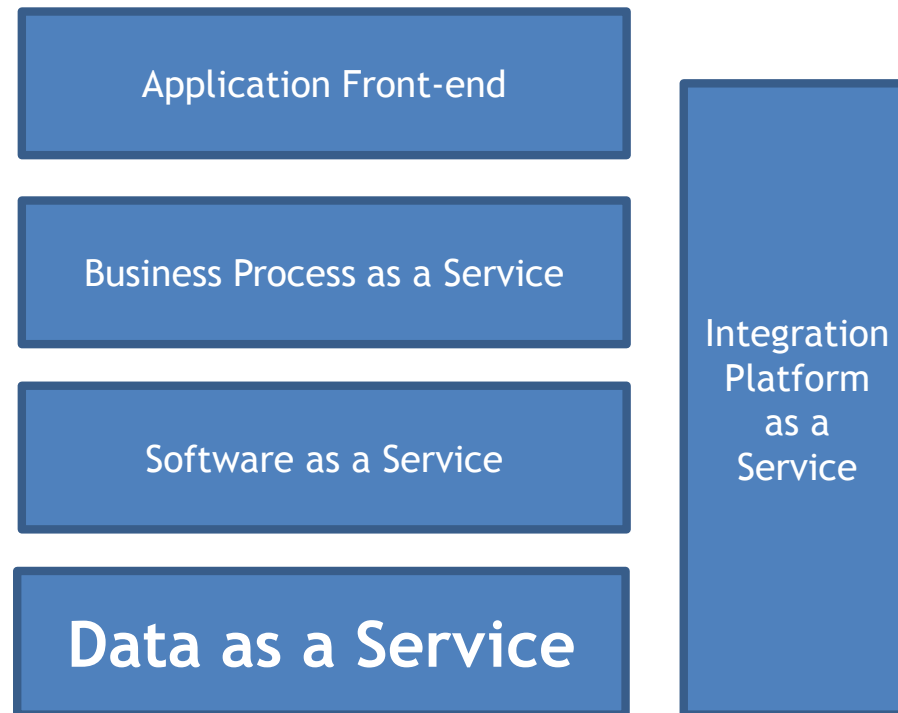 Application Front-end
Business Process as a Service
Software as a Service
Data as a Service
Integration
Platform
as a
Service